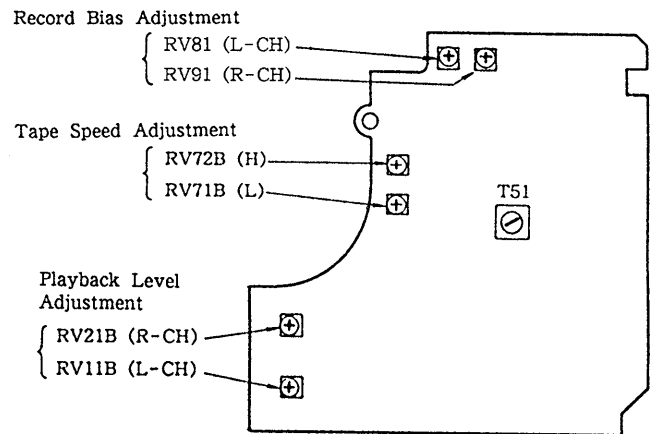 Record Bias Adjustment
RV81 (L-CH)
RV91 (R-CH)
Tape Speed Adjustment
RV72B (H)
RV71B (L)
T51
Playback Level
Adjustment
RV21B (R-CH)
RV11B (L-CH)